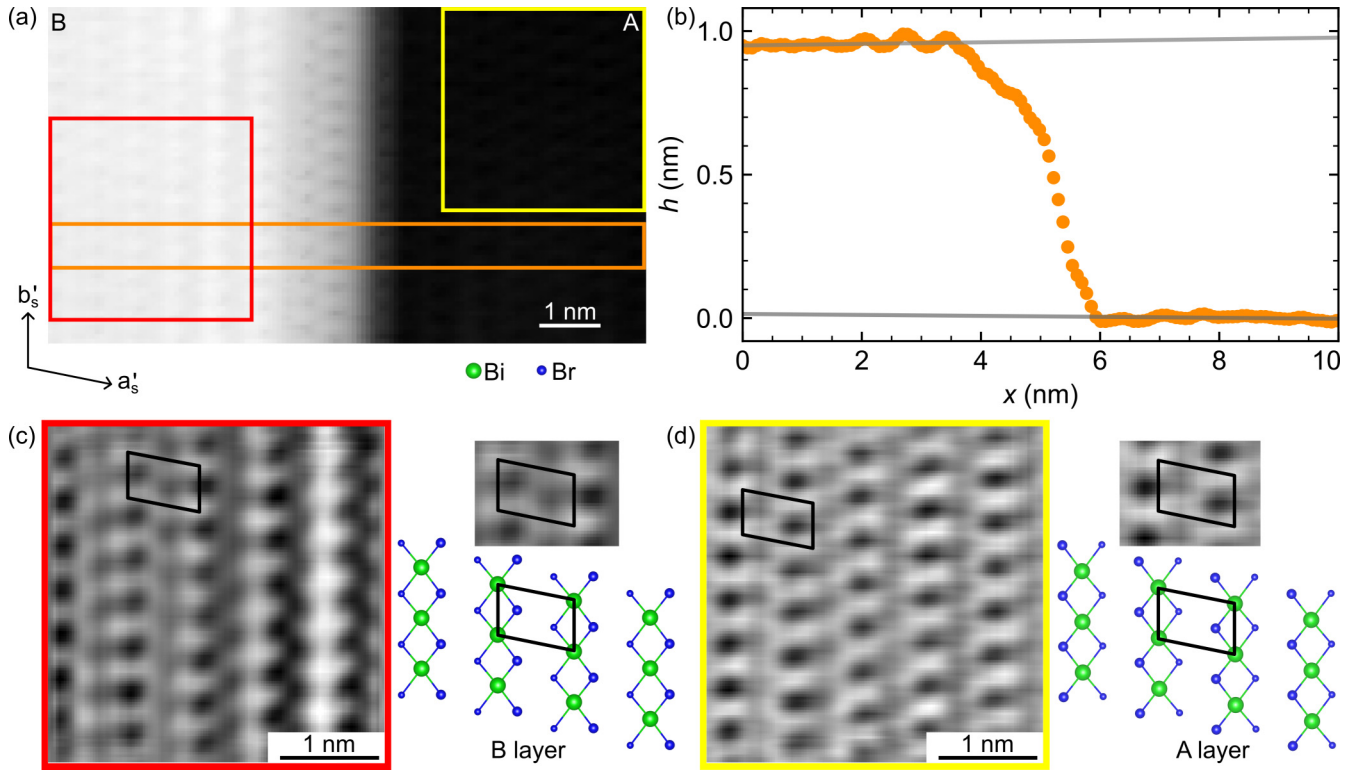 (a)
B
A
1 nm
b's
a's
Bi
Br
(b)
1.0
0.5
0.0
h (nm)
0
2
4
6
8
10
x (nm)
(c)
1 nm
B layer
(d)
1 nm
A layer